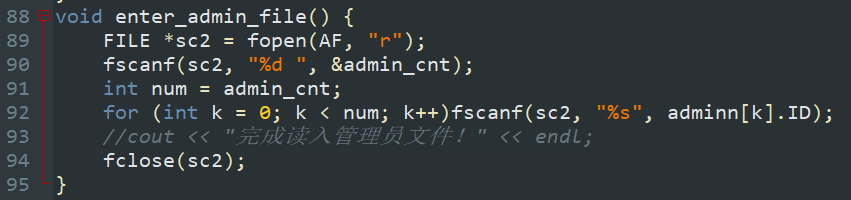 88 void enter_admin_file() {
89 FILE *sc2 = fopen(AF, "r");
90 fscanf(sc2, "%d ", &admin_cnt);
91 int num = admin_cnt;
92 for (int k = 0; k < num; k++)fscanf(sc2, "%s", adminn[k].ID);
93 //cout << "完成读入管理员文件！" << endl;
94 fclose(sc2);
95 }